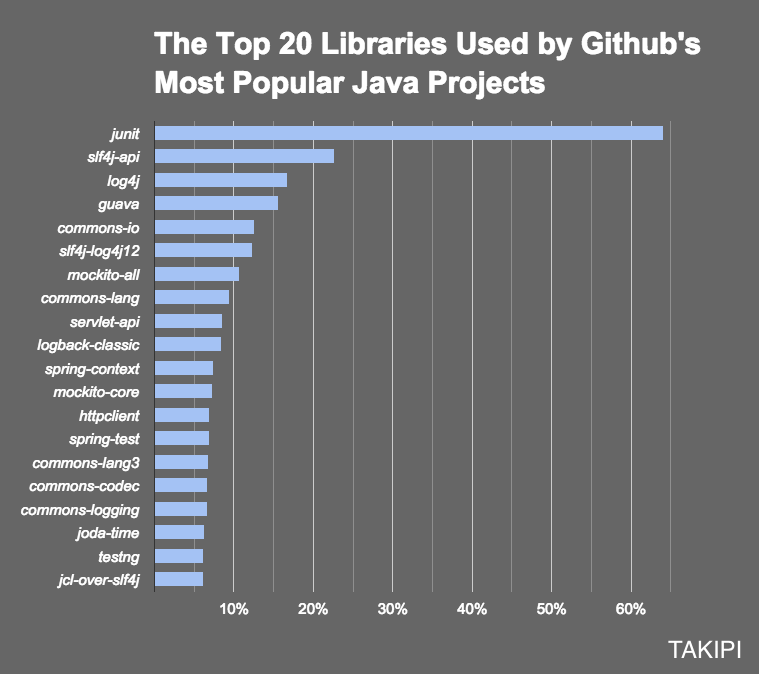 The Top 20 Libraries Used by Github's
Most Popular Java Projects
junit
slf4j-api
log4j
guava
commons-io
slf4j-log4j12
mockito-all
commons-lang
servlet-api
logback-classic
spring-context
mockito-core
httpclient
spring-test
commons-lang3
commons-codec
commons-logging
joda-time
testng
jcl-over-slf4j
10% 20% 30% 40% 50% 60%
TAKIPI